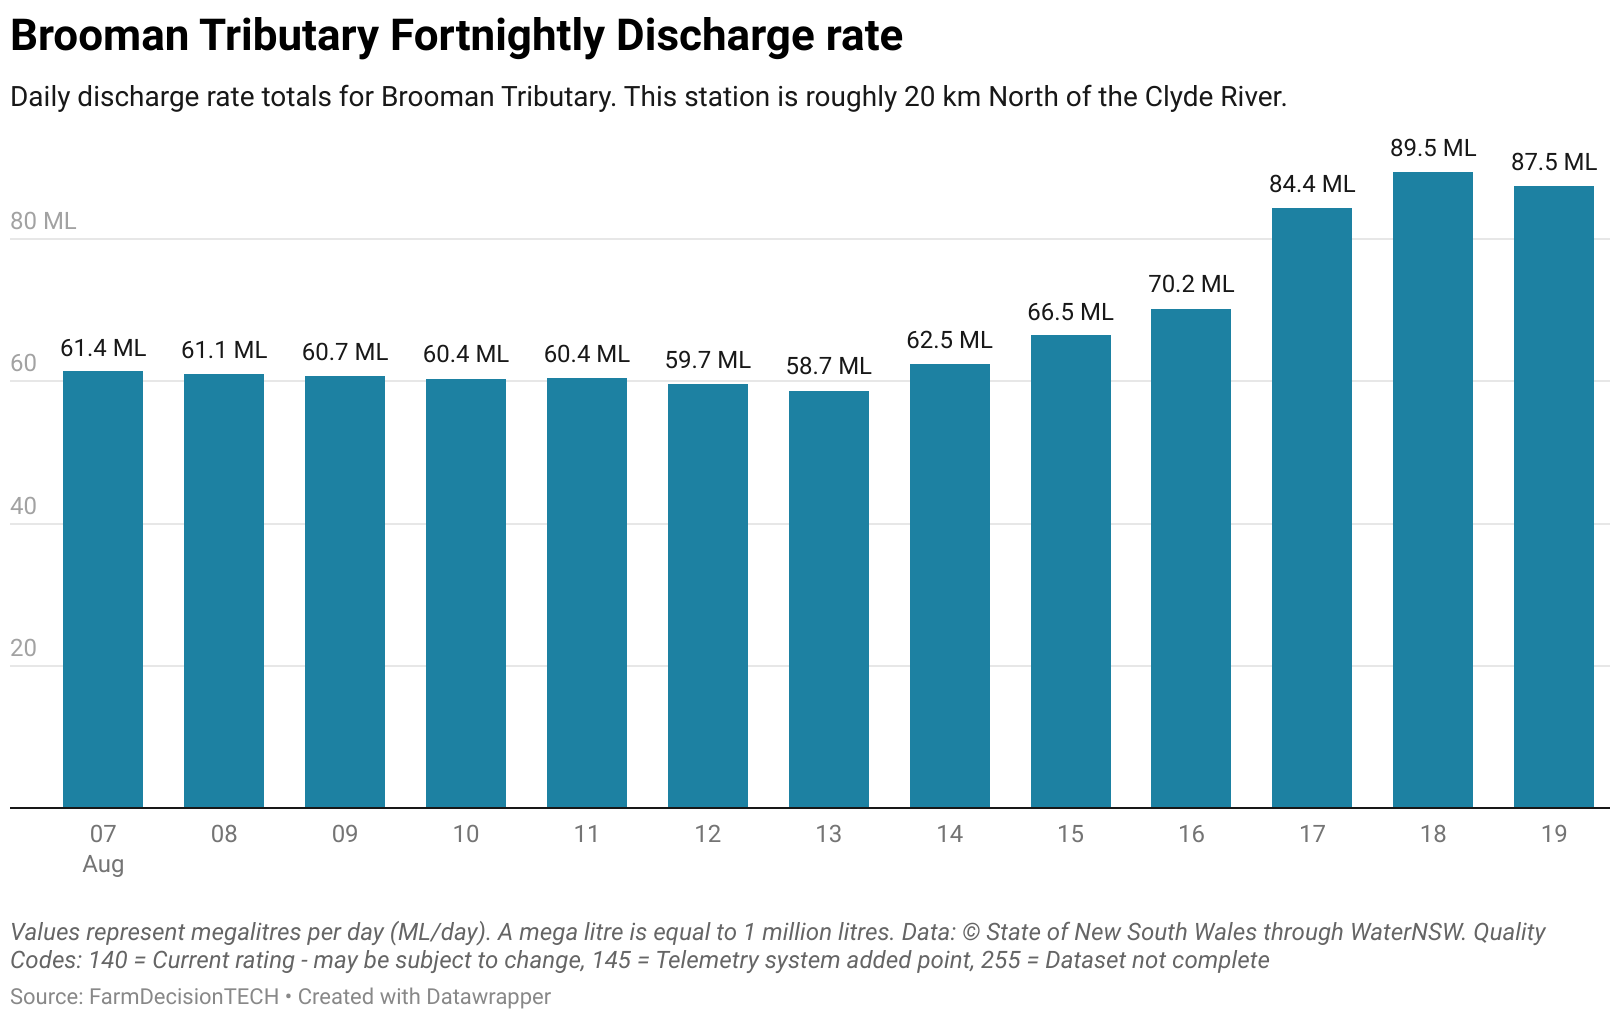 Brooman Tributary Fortnightly Discharge rate
Daily discharge rate totals for Brooman Tributary. This station is roughly 20 km North of the Clyde River.
89.5 ML
87.5 ML
84.4 ML
80 ML
70.2 ML
66.5 ML
62.5 ML
61.4 ML
61.1 ML
60.7 ML
60.4 ML
60.4 ML
59.7 ML
58.7 ML
60
40
20
07 08 09 10 11 12 13 14 15 16 17 18 19
Aug
Values represent megalitres per day (ML/day). A mega litre is equal to 1 million litres. Data: © State of New South Wales through WaterNSW. Quality
Codes: 140 = Current rating - may be subject to change, 145 = Telemetry system added point, 255 = Dataset not complete
Source: FarmDecisionTECH • Created with Datawrapper